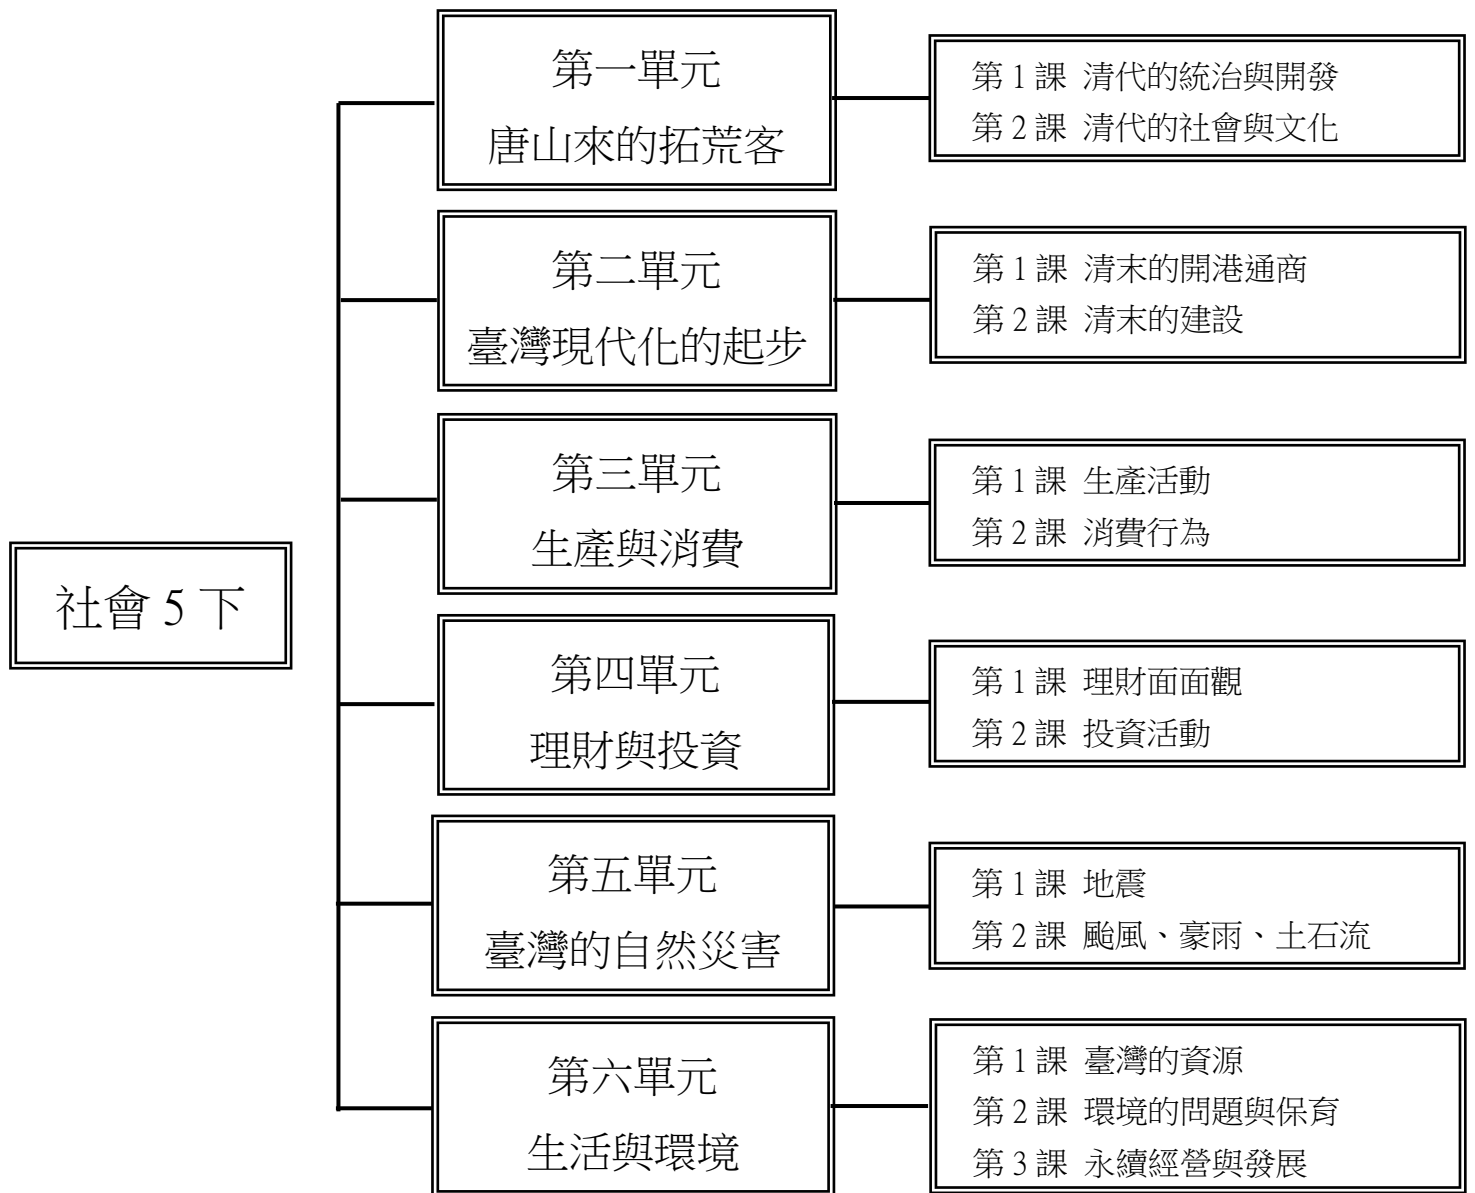 社會 5 下
第一單元
唐山來的拓荒客
第 1 課 清代的統治與開發
第 2 課 清代的社會與文化
第二單元
臺灣現代化的起步
第 1 課 清末的開港通商
第 2 課 清末的建設
第三單元
生產與消費
第 1 課 生產活動
第 2 課 消費行為
第四單元
理財與投資
第 1 課 理財面面觀
第 2 課 投資活動
第五單元
臺灣的自然災害
第 1 課 地震
第 2 課 颱風、豪雨、土石流
第六單元
生活與環境
第 1 課 臺灣的資源
第 2 課 環境的問題與保育
第 3 課 永續經營與發展